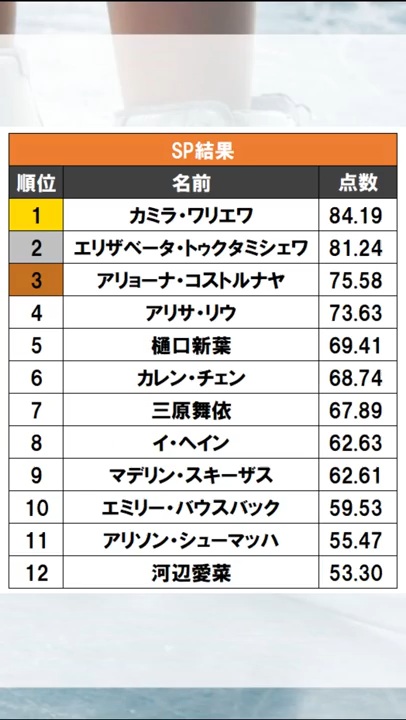 SP結果
順位 名前 点数
1 カミラ・ワリエワ 84.19
2 エリザベータ・トゥクタミシェワ 81.24
3 アリョーナ・コストルナヤ 75.58
4 アリサ・リウ 73.63
5 樋口新葉 69.41
6 カレン・チェン 68.74
7 三原舞依 67.89
8 イ・ヘイン 62.63
9 マデリン・スキーザス 62.61
10 エミリー・バウスバック 59.53
11 アリソン・シューマッハ 55.47
12 河辺愛菜 53.30